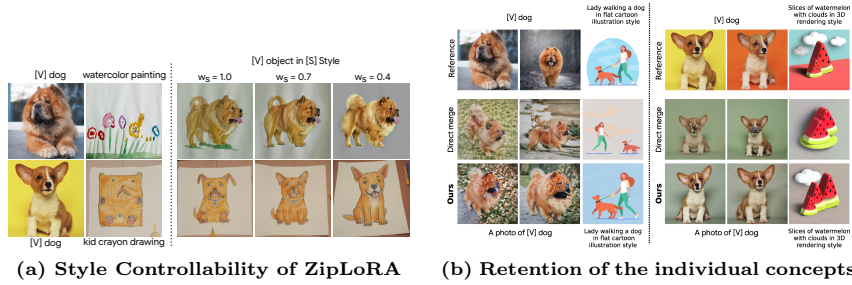 [V] object in [S] Style
[V] dog
watercolor painting
wS = 1.0
wS = 0.7
wS = 0.4
[V] dog
kid crayon drawing
(a) Style Controllability of ZipLoRA
[V] dog
Lady walking a dog
in flat cartoon
illustration style
Reference
Direct merge
Ours
A photo of [V] dog
Lady walking a dog
in flat cartoon
illustration style
[V] dog
Slices of watermelon
with clouds in 3D
rendering style
Reference
Direct merge
Ours
A photo of [V] dog
Slices of watermelon
with clouds in 3D
rendering style
(b) Retention of the individual concepts